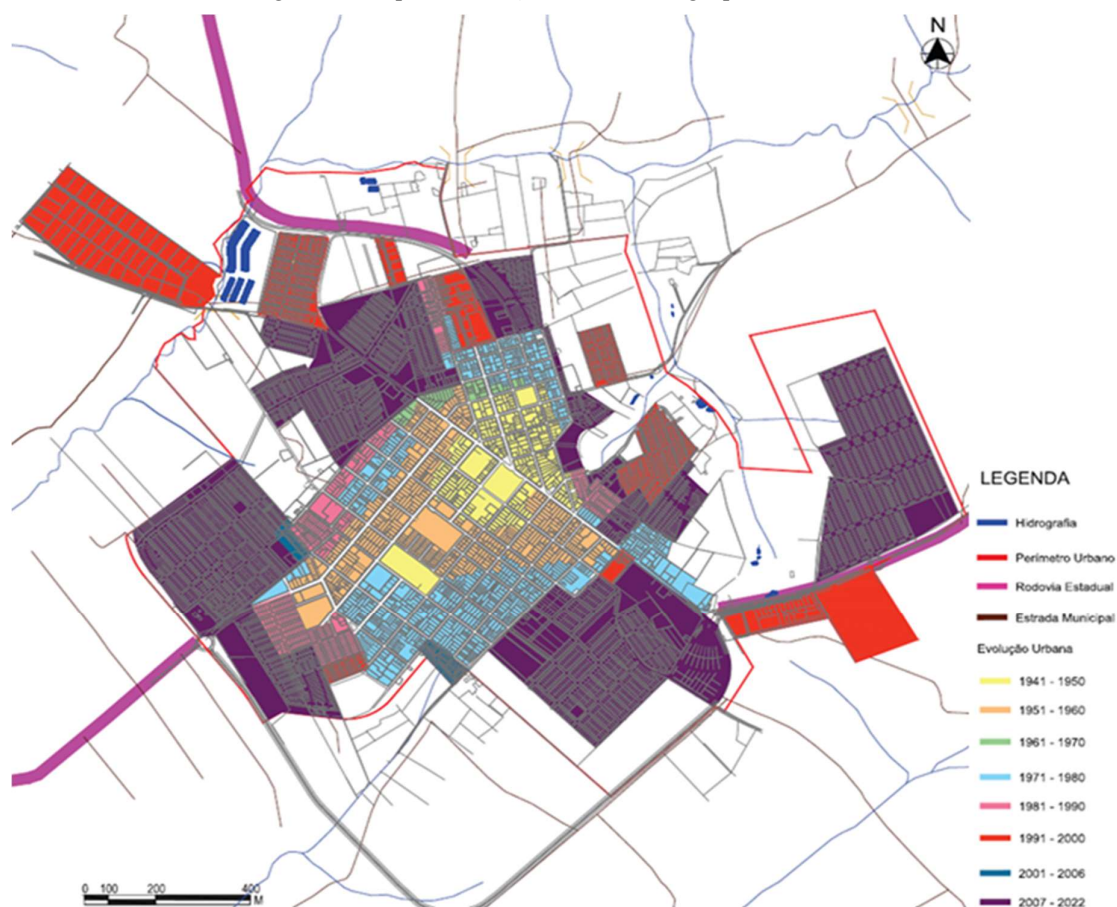 N
LEGENDA
Hidrografia
Perímetro Urbano
Rodovia Estadual
Estrada Municipal
Evolução Urbana
1941 - 1950
1951 - 1960
1961 - 1970
1971 - 1980
1981 - 1990
1991 - 2000
2001 - 2006
2007 - 2022
0 100 200 400
M